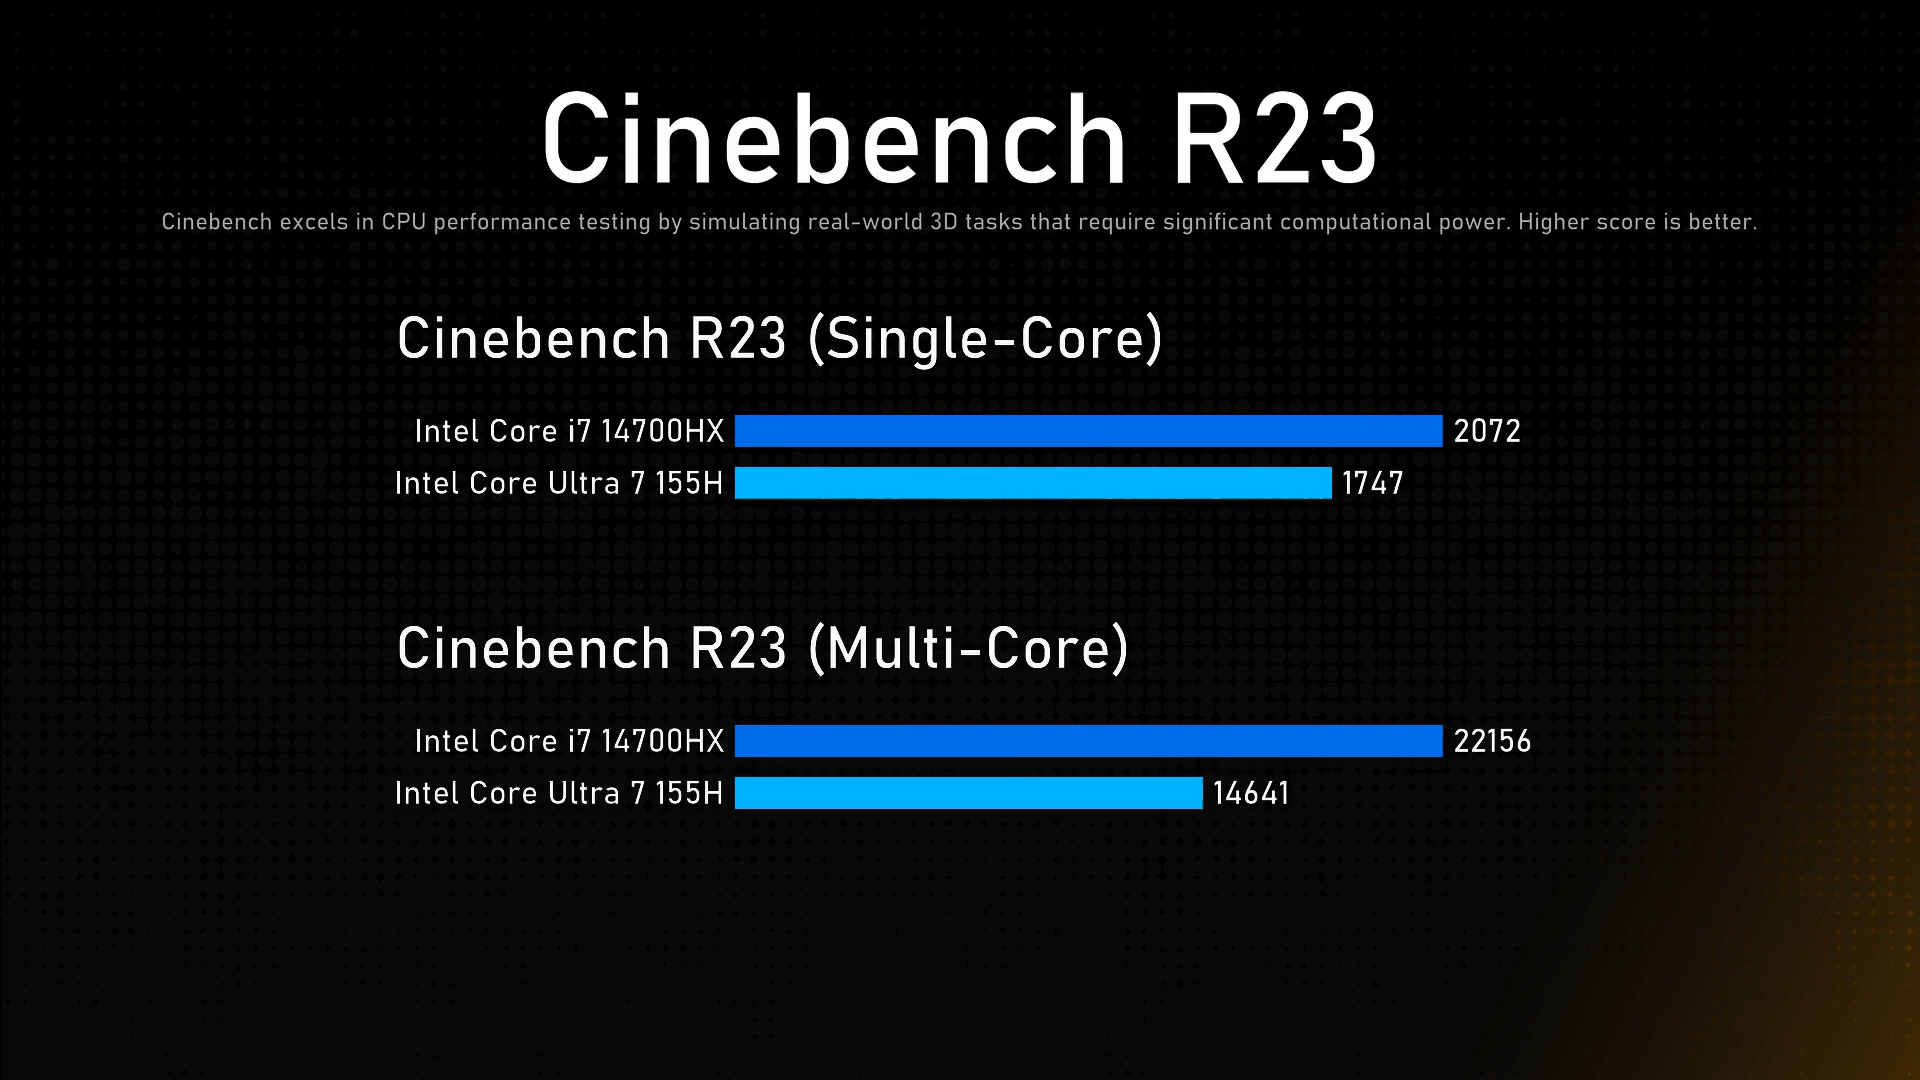 Cinebench R23
Cinebench excels in CPU performance testing by simulating real-world 3D tasks that require significant computational power. Higher score is better.
Cinebench R23 (Single-Core)
Intel Core i7 14700HX 2072
Intel Core Ultra 7 155H 1747
Cinebench R23 (Multi-Core)
Intel Core i7 14700HX 22156
Intel Core Ultra 7 155H 14641